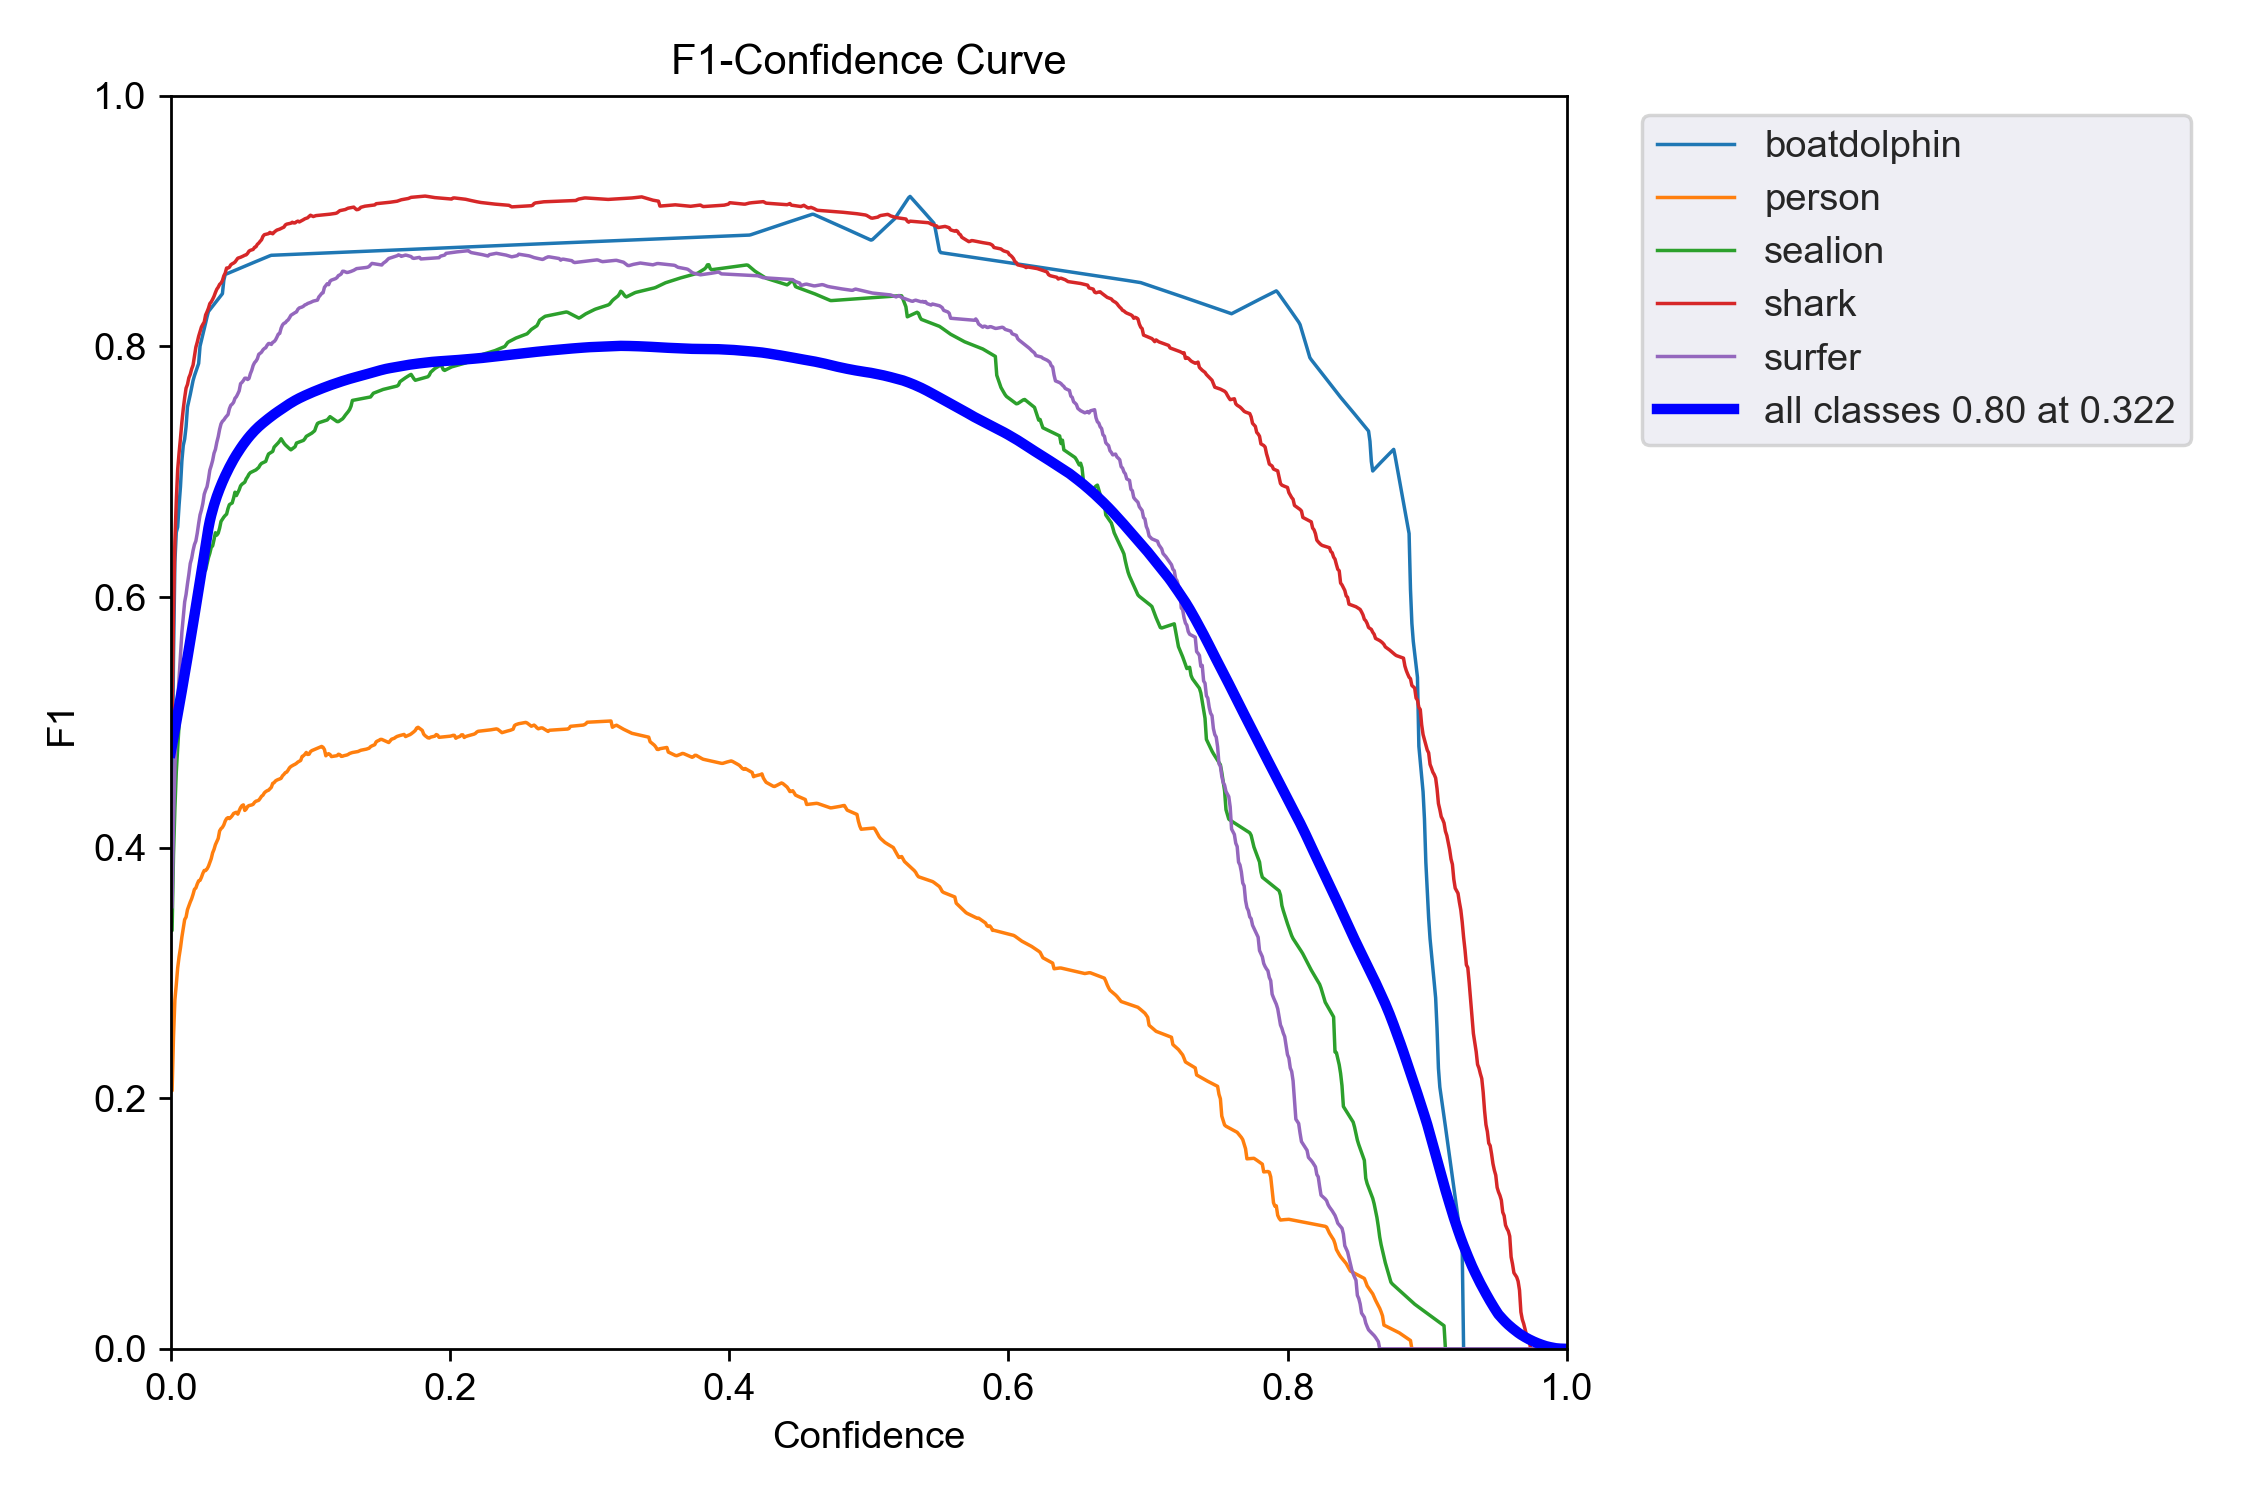 F1-Confidence Curve
1.0
0.8
0.6
0.4
0.2
0.0
F1
0.0 0.2 0.4 0.6 0.8 1.0
Confidence
boatdolphin
person
sealion
shark
surfer
all classes 0.80 at 0.322